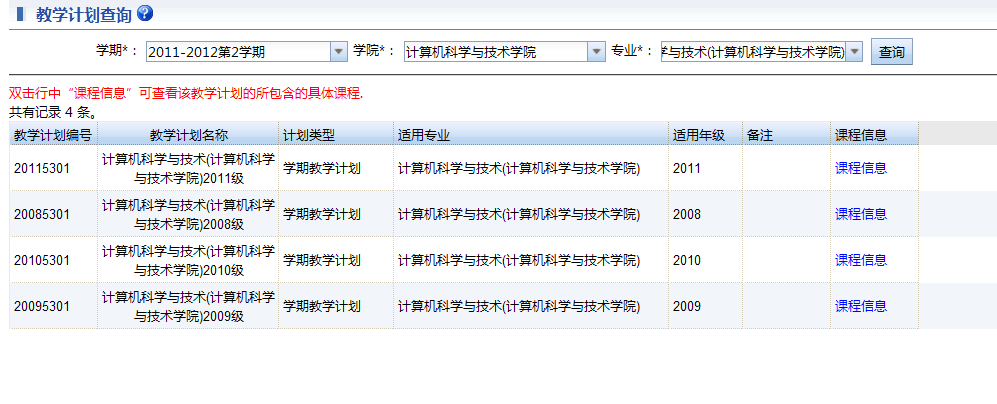 教学计划查询
学期*： 2011-2012第2学期 学院*： 计算机科学与技术学院 专业*： 学与技术(计算机科学与技术学院) 查询
双击行中“课程信息”可查看该教学计划的所包含的具体课程.
共有记录 4 条。
教学计划编号 教学计划名称 计划类型 适用专业 适用年级 备注 课程信息
20115301 计算机科学与技术(计算机科学 学期教学计划 计算机科学与技术(计算机科学与技术学院) 2011 课程信息
与技术学院)2011级
20085301 计算机科学与技术(计算机科学 学期教学计划 计算机科学与技术(计算机科学与技术学院) 2008 课程信息
与技术学院)2008级
20105301 计算机科学与技术(计算机科学 学期教学计划 计算机科学与技术(计算机科学与技术学院) 2010 课程信息
与技术学院)2010级
20095301 计算机科学与技术(计算机科学 学期教学计划 计算机科学与技术(计算机科学与技术学院) 2009 课程信息
与技术学院)2009级